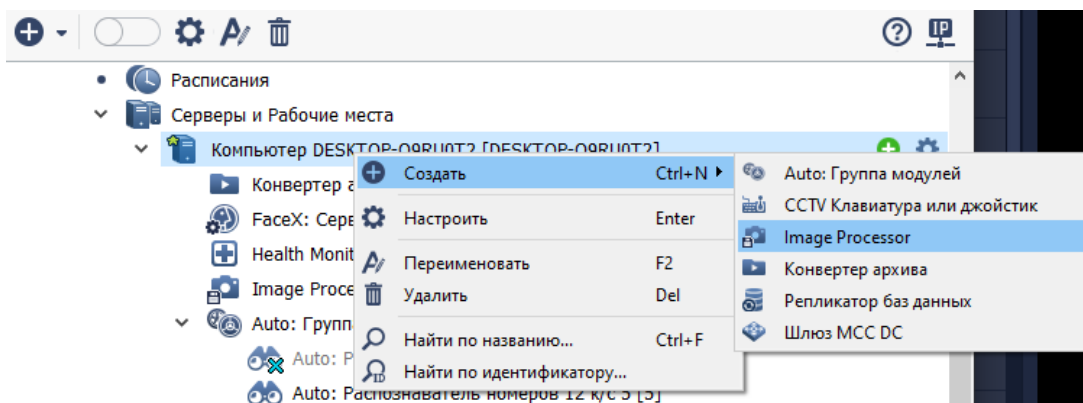 IP
Расписания
Серверы и Рабочие места
Компьютер DESKTOP-O9RU0T2 [DESKTOP-O9RU0T2]
Создать Ctrl+N
Настроить Enter
Переименовать F2
Удалить Del
Найти по названию... Ctrl+F
Найти по идентификатору...
Auto: Группа модулей
CCTV Клавиатура или джойстик
Image Processor
Конвертер архива
Репликатор баз данных
Шлюз MCC DC
Конвертер а
FaceX: Серв
Health Monit
Image Proce
Auto: Групп
Auto: Р
Auto: Распознаватель номеров 12 к/с 5 [5]